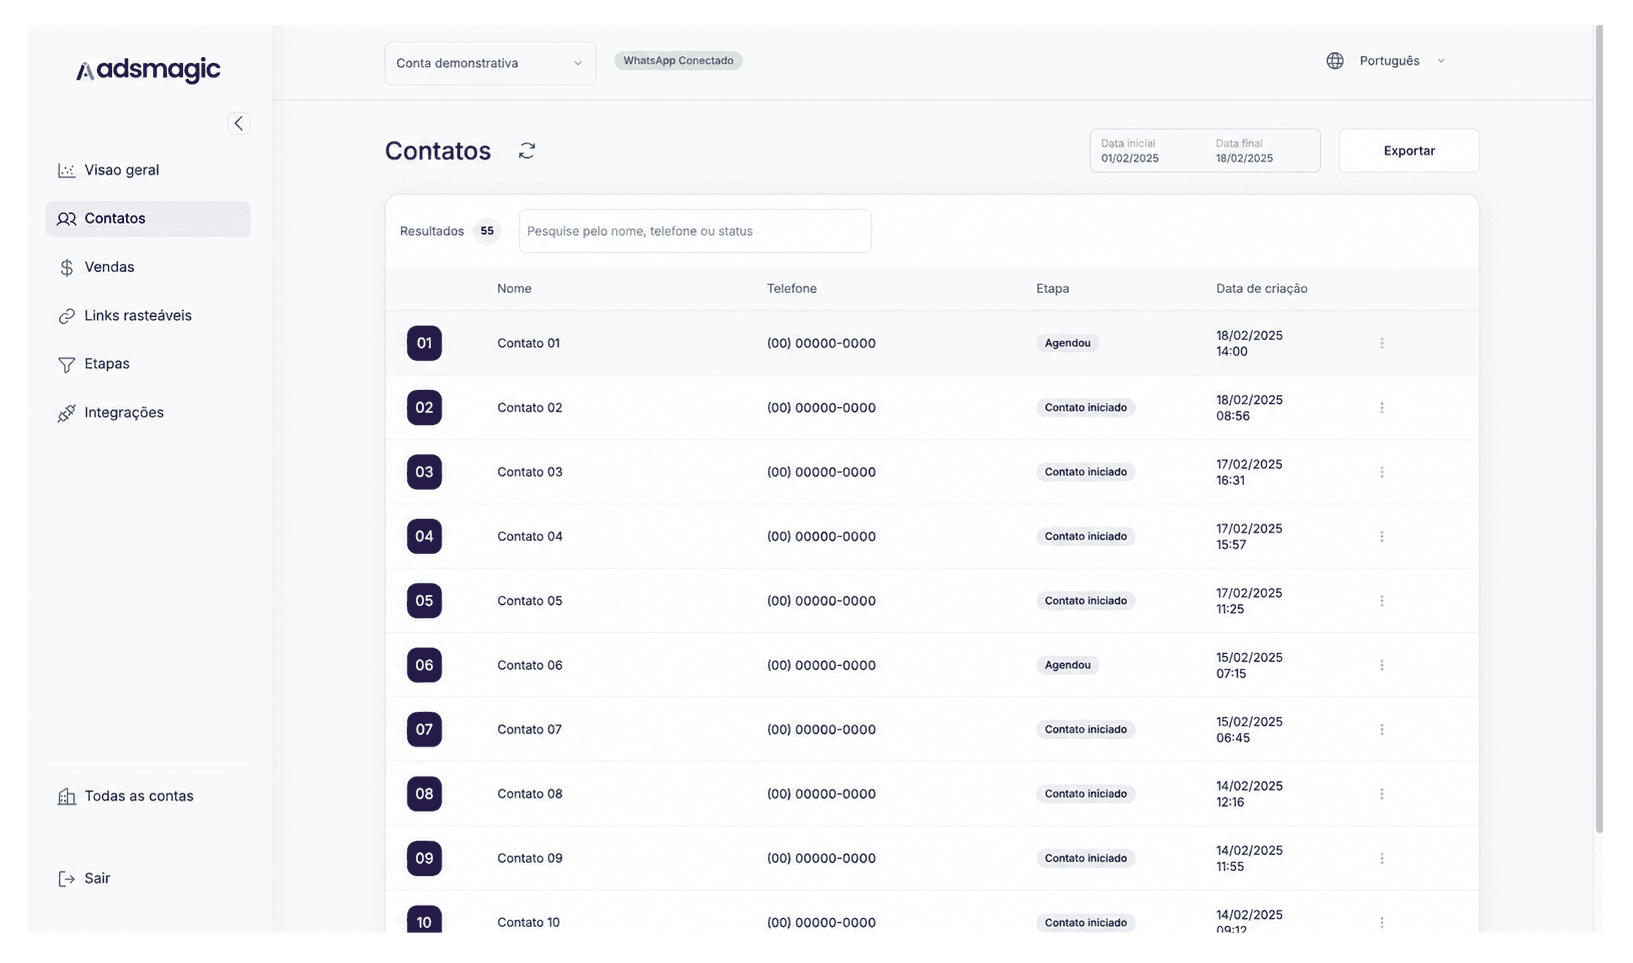 adsmagic
Conta demonstrativa
WhatsApp Conectado
Português
Visao geral
Contatos
Vendas
Links rasteáveis
Etapas
Integrações
Todas as contas
Sair
Contatos
Data inicial
01/02/2025
Data final
18/02/2025
Exportar
Resultados 55
Pesquise pelo nome, telefone ou status
Nome Telefone Etapa Data de criação
01 Contato 01 (00) 00000-0000 Agendou 18/02/2025
14:00
02 Contato 02 (00) 00000-0000 Contato iniciado 18/02/2025
08:56
03 Contato 03 (00) 00000-0000 Contato iniciado 17/02/2025
16:31
04 Contato 04 (00) 00000-0000 Contato iniciado 17/02/2025
15:57
05 Contato 05 (00) 00000-0000 Contato iniciado 17/02/2025
11:25
06 Contato 06 (00) 00000-0000 Agendou 15/02/2025
07:15
07 Contato 07 (00) 00000-0000 Contato iniciado 15/02/2025
06:45
08 Contato 08 (00) 00000-0000 Contato iniciado 14/02/2025
12:16
09 Contato 09 (00) 00000-0000 Contato iniciado 14/02/2025
11:55
10 Contato 10 (00) 00000-0000 Contato iniciado 14/02/2025
09:12